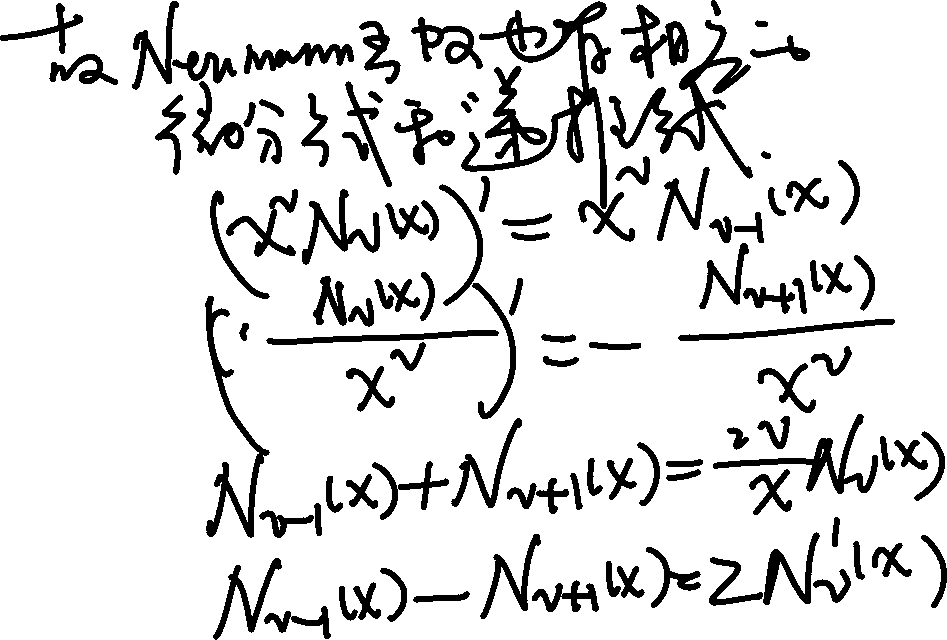 故Neumann函数也有相应的
微分式和递推公式
(x^ν N_ν(x))' = x^ν N_{ν-1}(x)
(N_ν(x)/x^ν)' = - N_{ν+1}(x)/x^ν
N_{ν-1}(x)+N_{ν+1}(x)=2ν/x N_ν(x)
N_{ν-1}(x)-N_{ν+1}(x)=2N_ν'(x)